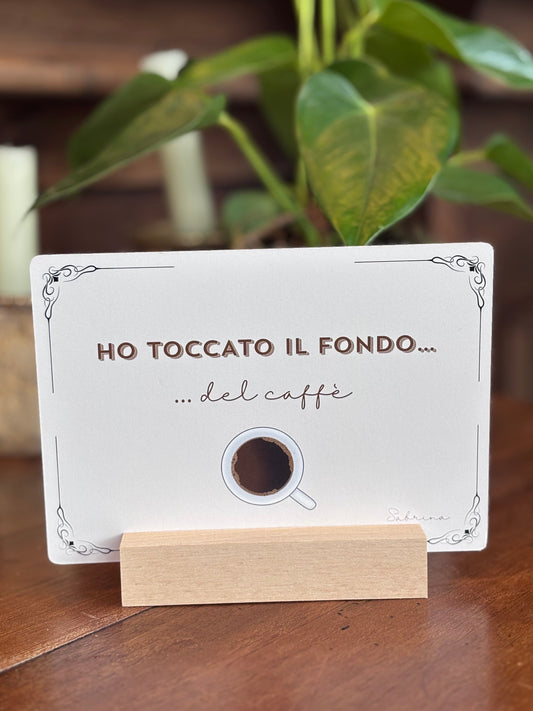 HO TOCCATO IL FONDO...
... del caffè
Sabrina